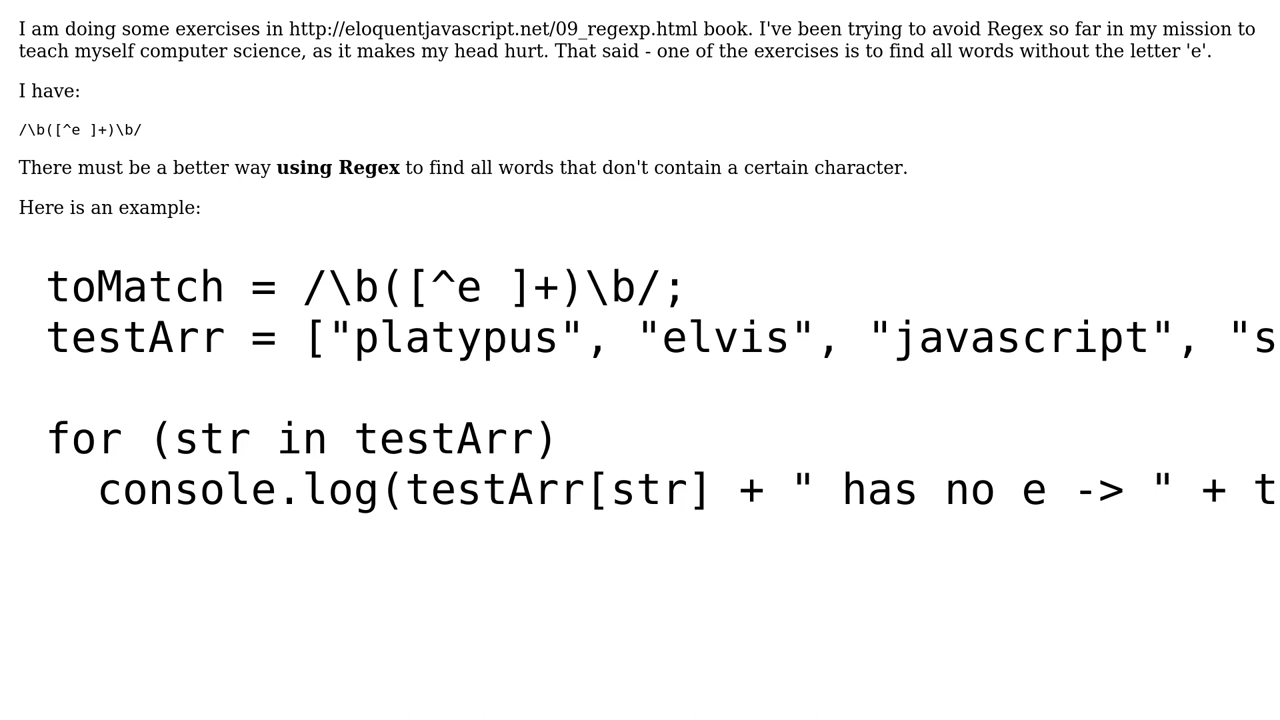 I am doing some exercises in http://eloquentjavascript.net/09_regexp.html book. I've been trying to avoid Regex so far in my mission to
teach myself computer science, as it makes my head hurt. That said - one of the exercises is to find all words without the letter 'e'.
I have:
/\b([^e ]+)\b/
There must be a better way using Regex to find all words that don't contain a certain character.
Here is an example:
toMatch = /\b([^e ]+)\b/;
testArr = ["platypus", "elvis", "javascript", "s
for (str in testArr)
  console.log(testArr[str] + " has no e -> " + t